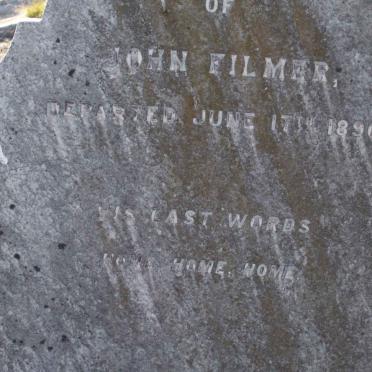 OF
JOHN FILMER,
DEPARTED JUNE 17TH 1890
HIS LAST WORDS
HOME, HOME, HOME